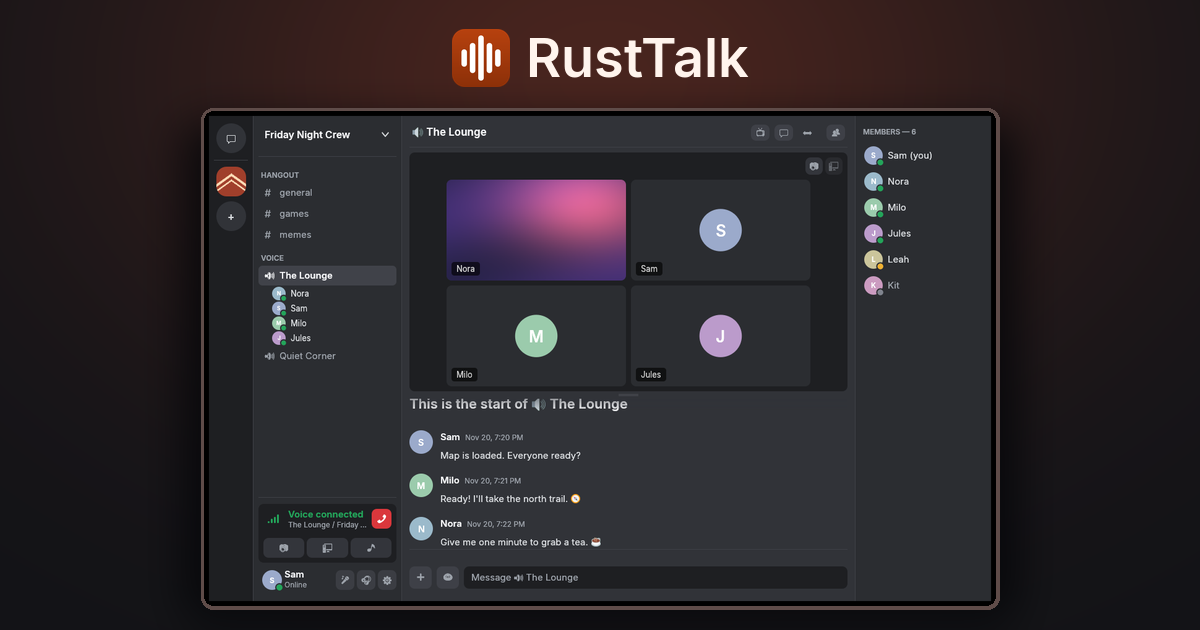 RustTalk
Friday Night Crew
HANGOUT
# general
# games
# memes
VOICE
The Lounge
N Nora
S Sam
M Milo
J Jules
Quiet Corner
Voice connected
The Lounge / Friday ...
S Sam
Online
The Lounge
Nora
S
Sam
M
Milo
J
Jules
This is the start of 🔊 The Lounge
S Sam Nov 20, 7:20 PM
Map is loaded. Everyone ready?
M Milo Nov 20, 7:21 PM
Ready! I'll take the north trail. 🧭
N Nora Nov 20, 7:22 PM
Give me one minute to grab a tea. ☕
+ Message 🔊 The Lounge
MEMBERS — 6
S Sam (you)
N Nora
M Milo
J Jules
L Leah
K Kit